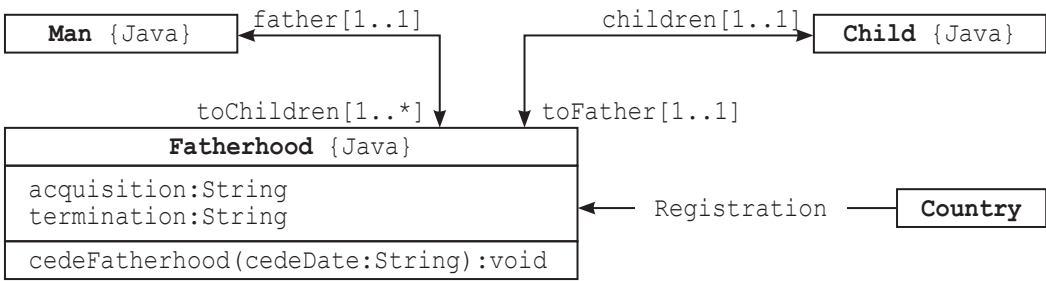 father[1..1]
children[1..1]
Man {Java}
Child {Java}
toChildren[1..*]
toFather[1..1]
Fatherhood {Java}
acquisition:String
termination:String
Registration
Country
cedeFatherhood(cedeDate:String):void